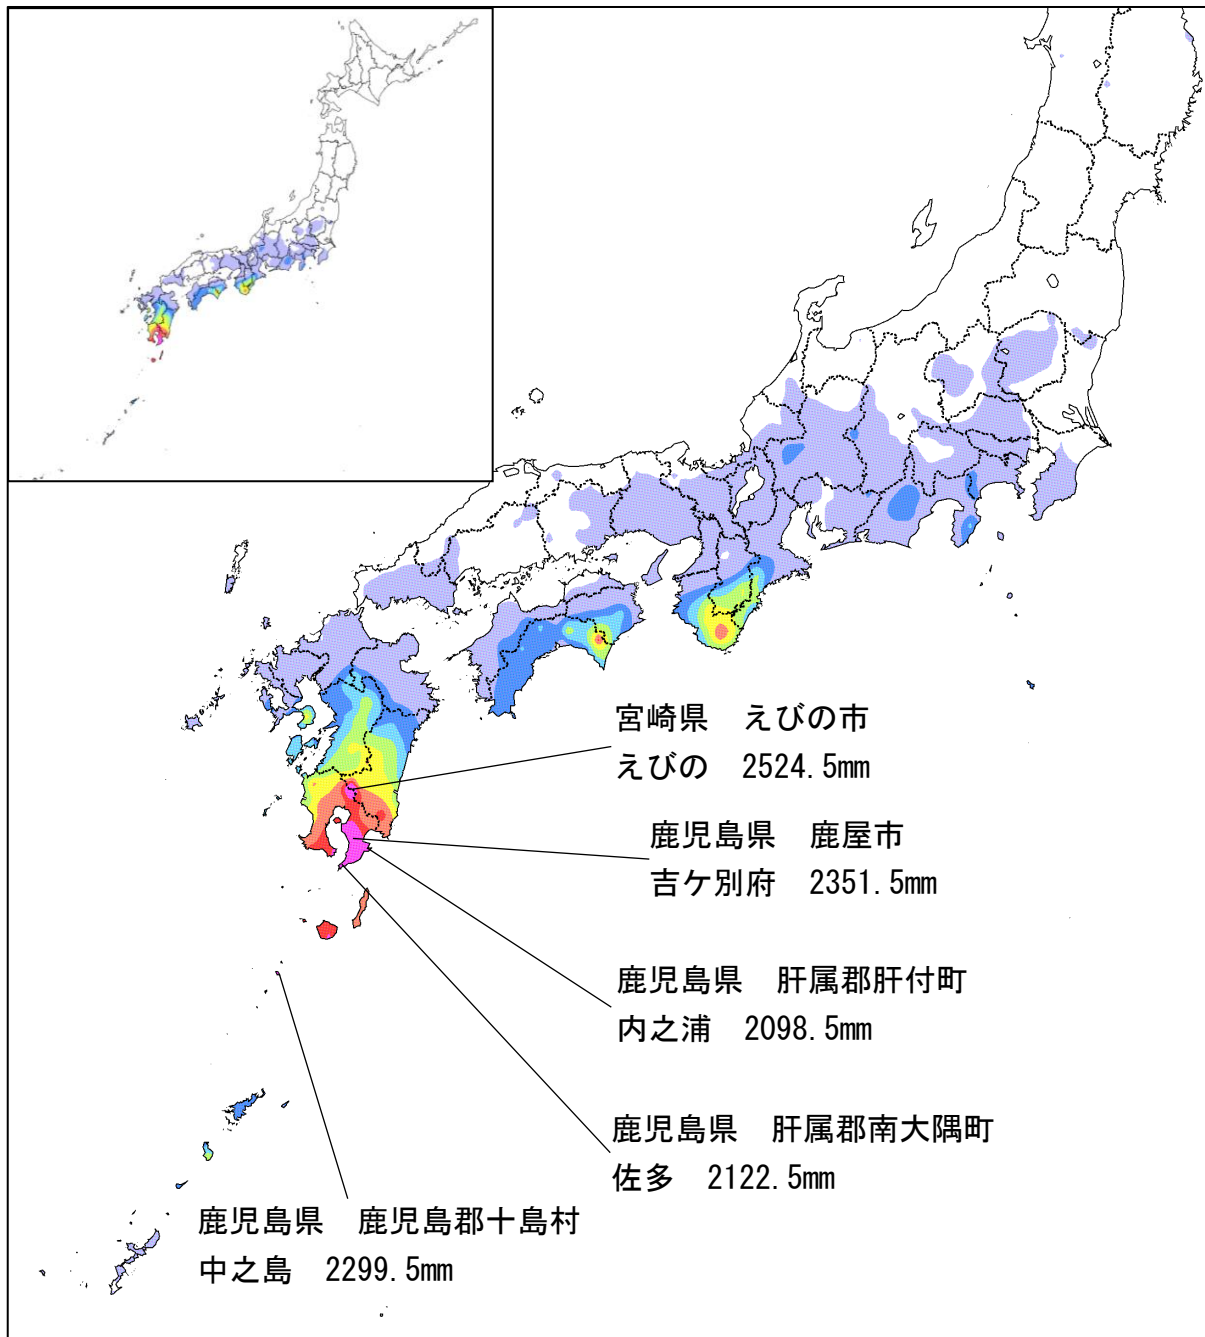 宮崎県　えびの市
えびの　2524.5mm
鹿児島県　鹿屋市
吉ケ別府　2351.5mm
鹿児島県　肝属郡肝付町
内之浦　2098.5mm
鹿児島県　肝属郡南大隅町
佐多　2122.5mm
鹿児島県　鹿児島郡十島村
中之島　2299.5mm